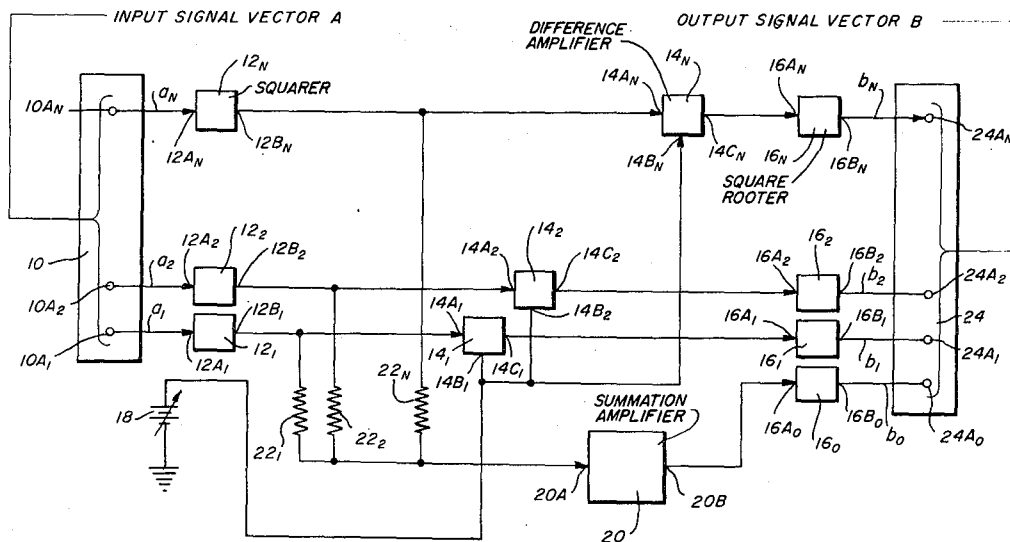 INPUT SIGNAL VECTOR A
OUTPUT SIGNAL VECTOR B
DIFFERENCE
AMPLIFIER
12N
SQUARER
14N
14AN
16AN
bN
10AN
aN
12AN
12BN
14BN
14CN
16N
16BN
24AN
SQUARE
ROOTER
10
a2
12A2
12₂
12B2
14A2
14₂
14C2
16A2
16₂
16B2
b2
24A2
10A2
14B2
24
a1
12B1
14A1
16A1
16B1
10A1
12A1
12₁
14₁
14B1
14C1
16₁
b1
24A1
22N
18
22₁
22₂
SUMMATION
AMPLIFIER
16A0
16₀
16B0
b0
24A0
20A
20B
20